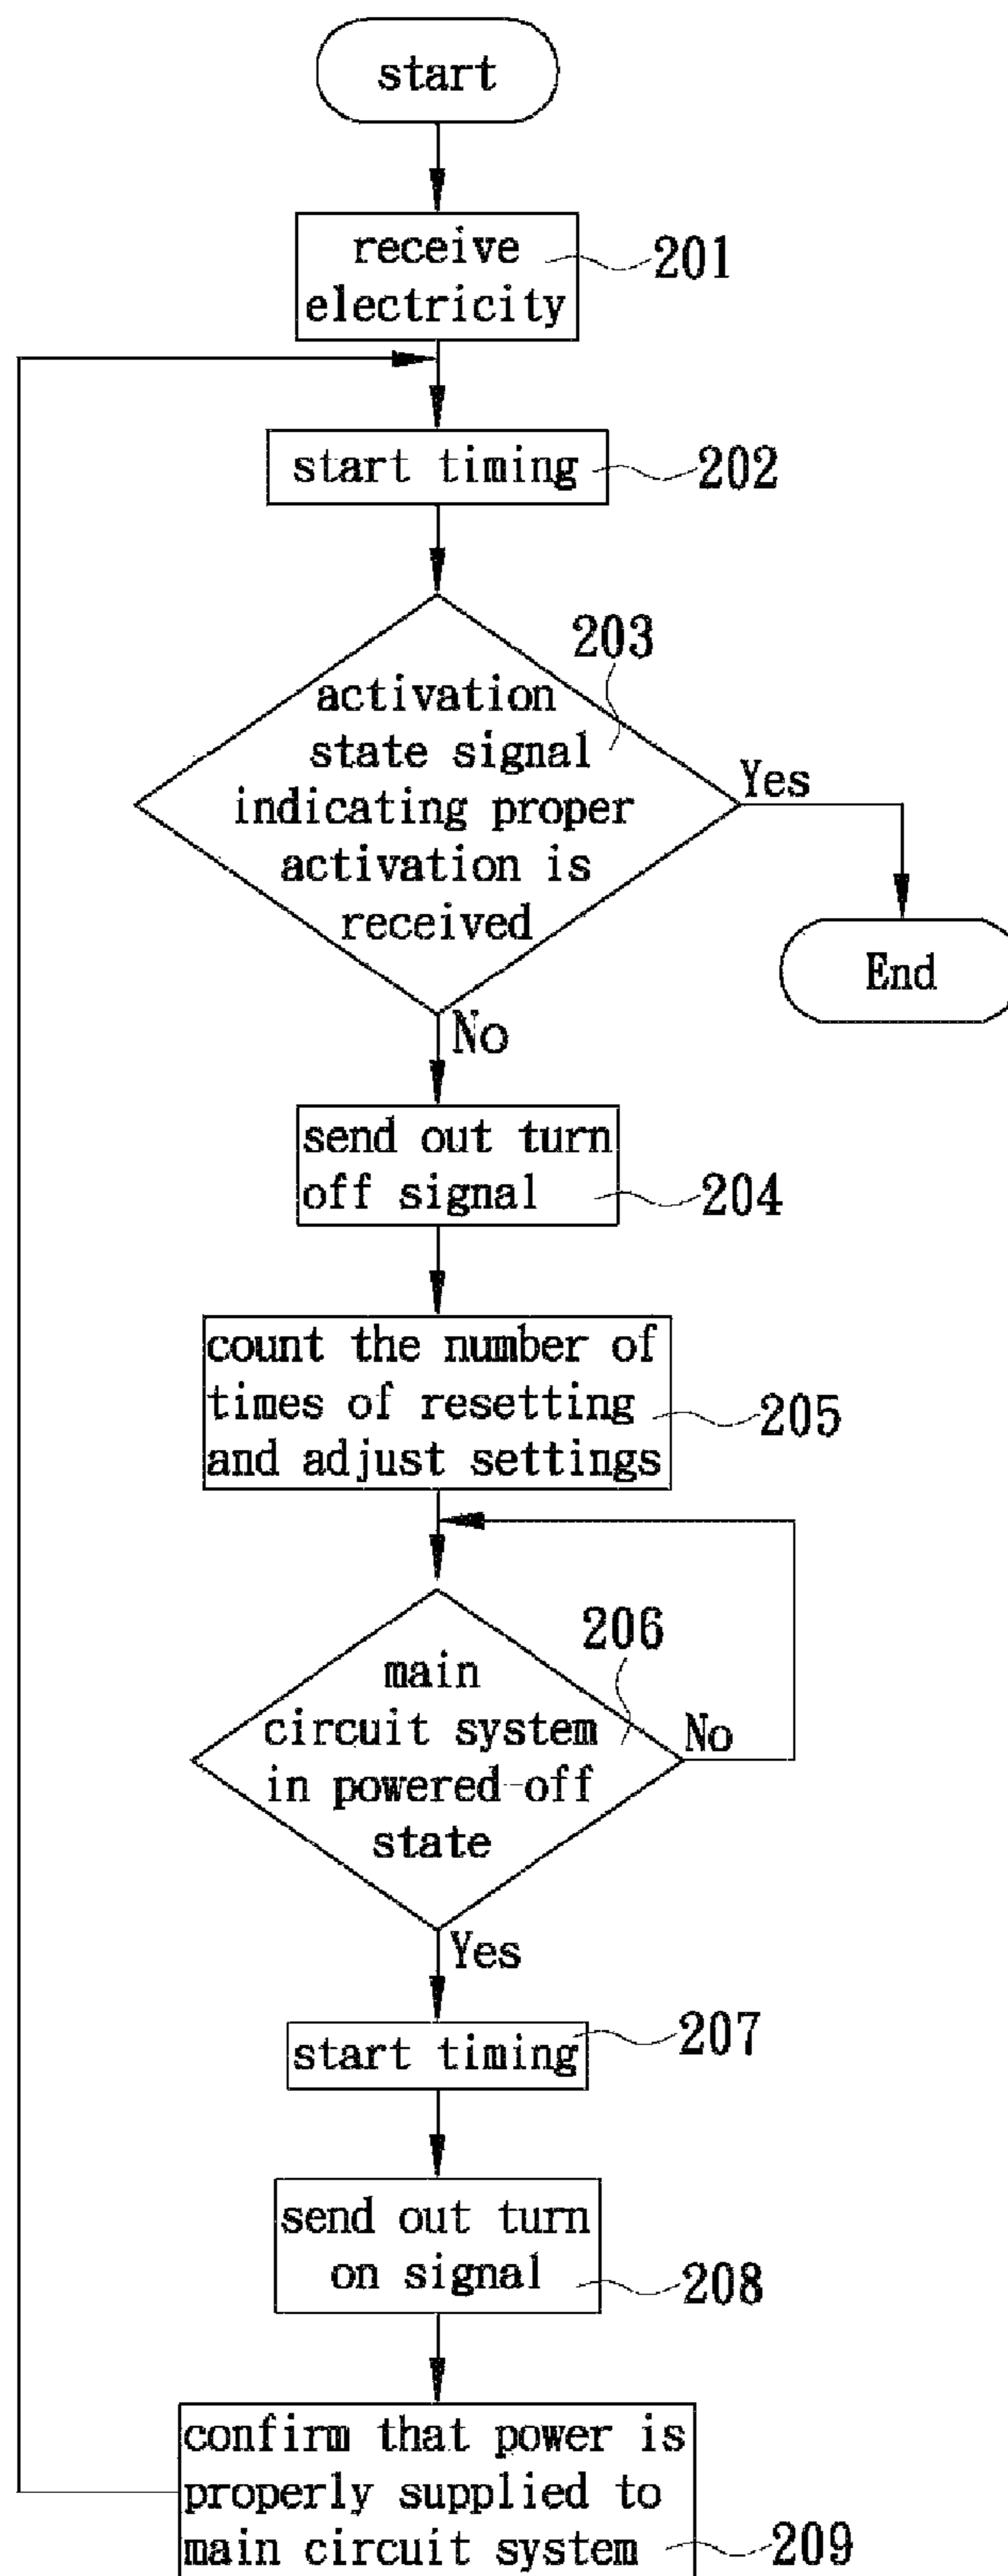 start
receive
electricity
201
start timing
202
203
activation
state signal
indicating proper
activation is
received
Yes
End
No
send out turn
off signal
204
count the number of
times of resetting
and adjust settings
205
206
main
circuit system
in powered-off
state
No
Yes
start timing
207
send out turn
on signal
208
confirm that power is
properly supplied to
main circuit system
209